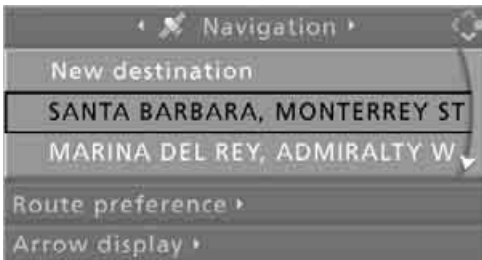 Navigation
New destination
SANTA BARBARA, MONTERREY ST
MARINA DEL REY, ADMIRALTY W
Route preference
Arrow display